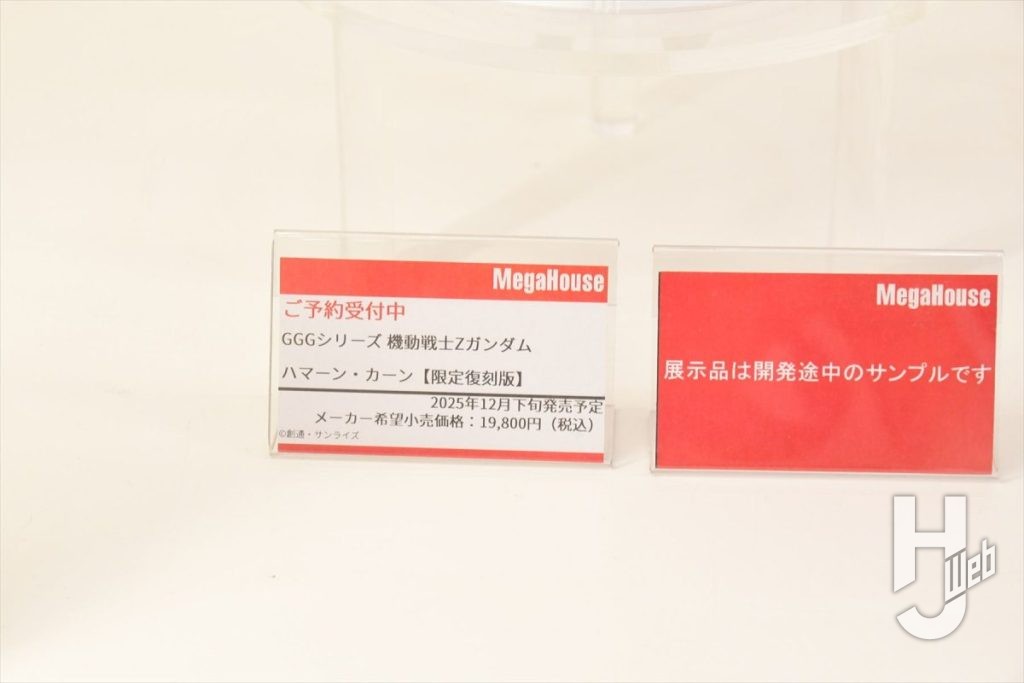 MegaHouse
ご予約受付中
GGGシリーズ 機動戦士Zガンダム
ハマーン・カーン【限定復刻版】
2025年12月下旬発売予定
メーカー希望小売価格：19,800円（税込）
©創通・サンライズ
MegaHouse
展示品は開発途中のサンプルです
HJ Web